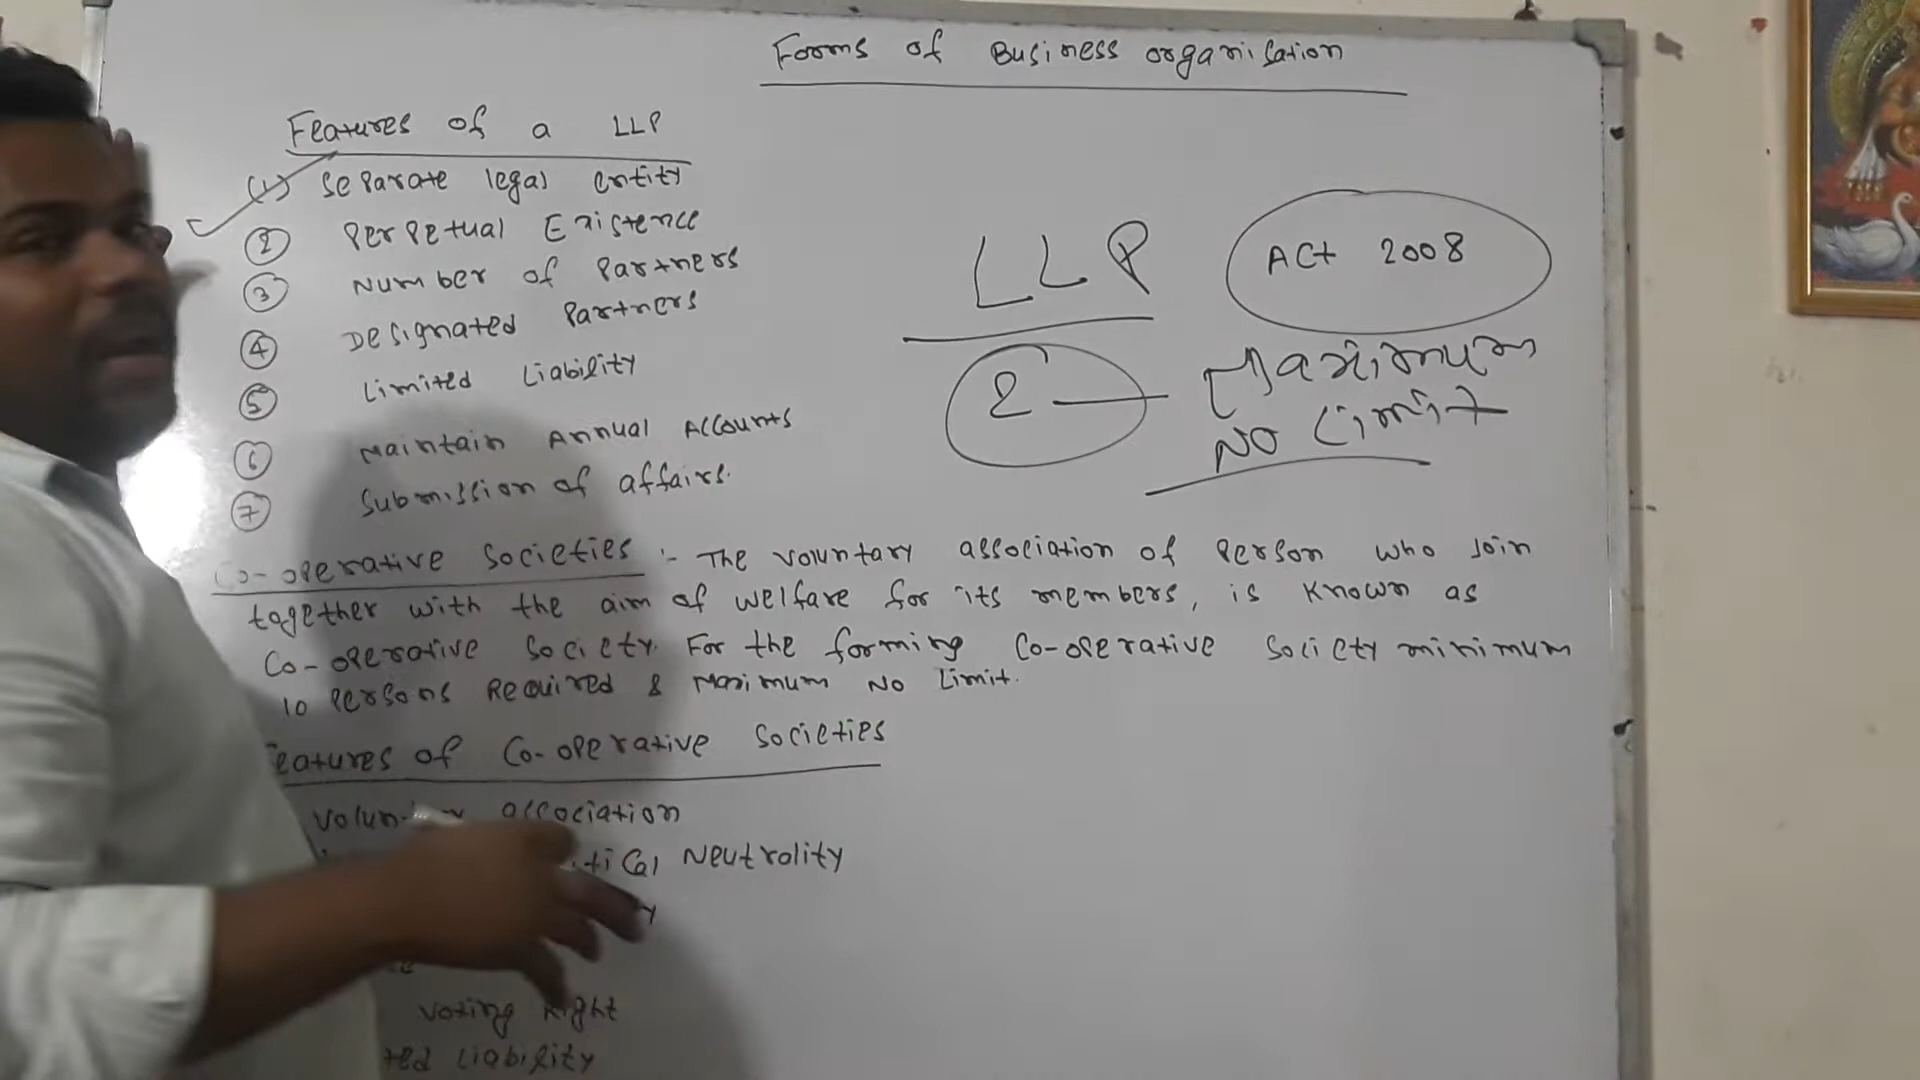 Forms of Business organisation
Features of a LLP
(1) Separate legal entity
2 Perpetual Existence
3 Number of Partners
4 Designated Partners
5 Limited Liability
6 Maintain Annual Accounts
7 Submission of affairs.
LLP
Act 2008
2 — Maximum
No Limit
Co-operative Societies :- The voluntary association of Person who Join
together with the aim of welfare for its members, is known as
Co-operative Society. For the forming Co-operative Society minimum
10 Persons Required & Maximum No Limit.
Features of Co-operative Societies
association
Neutrality
voting Right
Liability